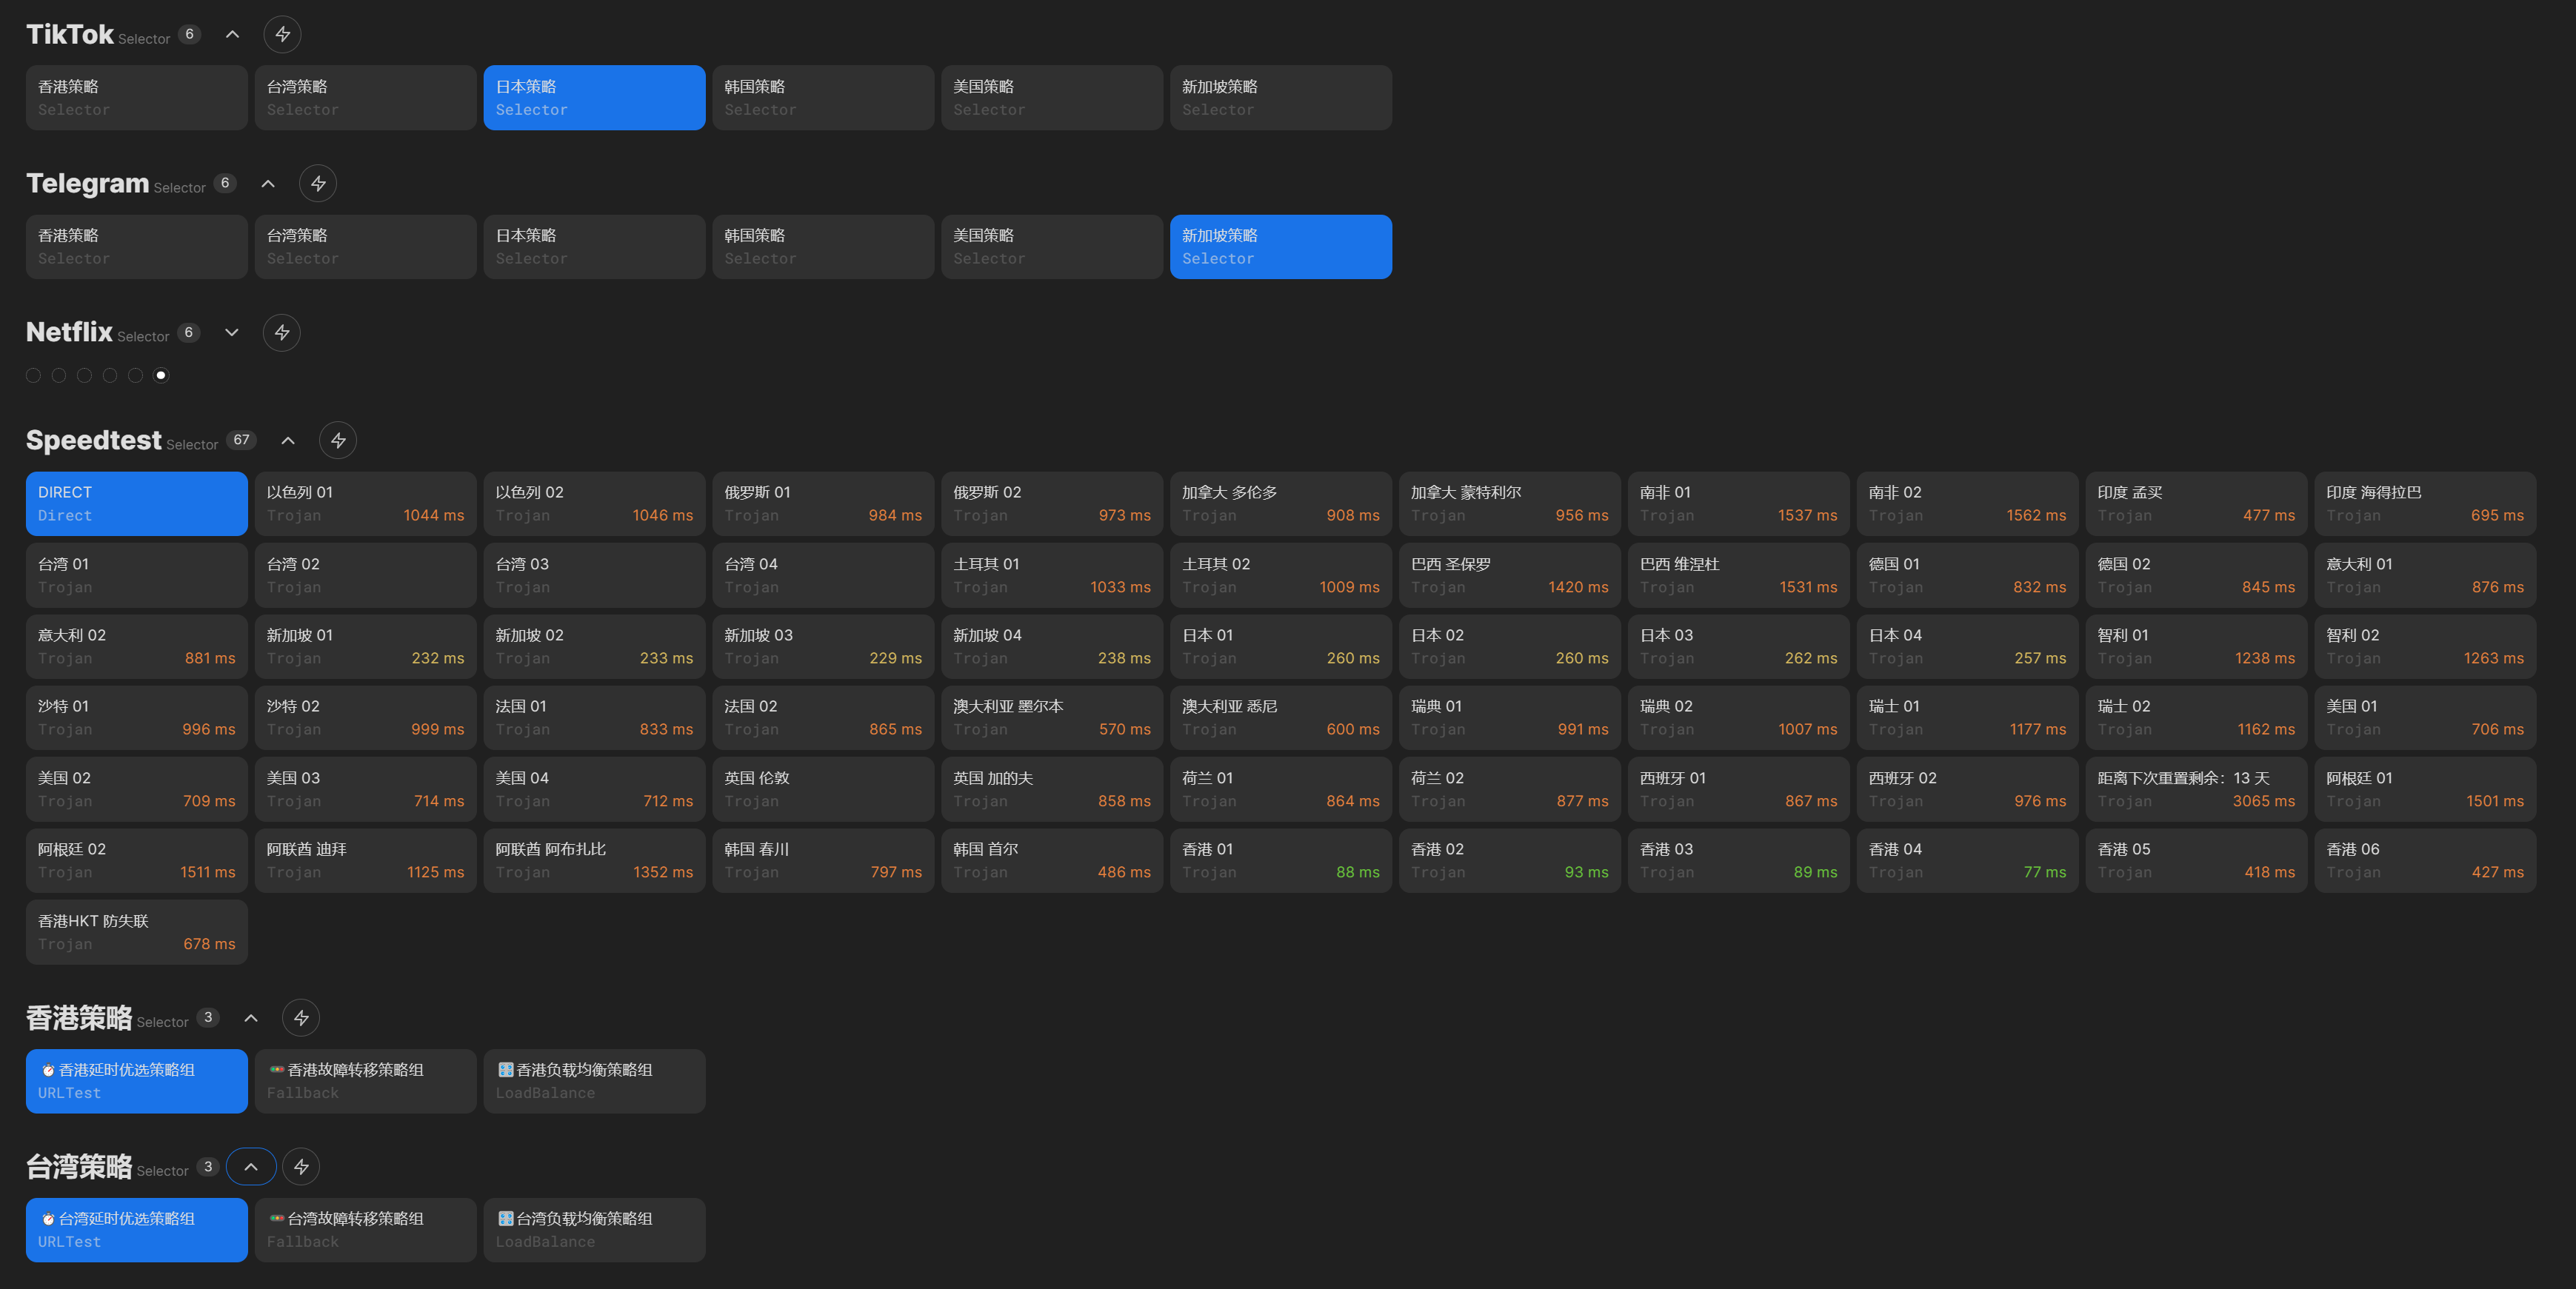 TikTok Selector 6
香港策略 台湾策略 日本策略 韩国策略 美国策略 新加坡策略
Selector Selector Selector Selector Selector Selector
Telegram Selector 6
香港策略 台湾策略 日本策略 韩国策略 美国策略 新加坡策略
Selector Selector Selector Selector Selector Selector
Netflix Selector 6
Speedtest Selector 67
DIRECT 以色列 01 以色列 02 俄罗斯 01 俄罗斯 02 加拿大 多伦多 加拿大 蒙特利尔 南非 01 南非 02 印度 孟买 印度 海得拉巴
Direct Trojan 1044 ms Trojan 1046 ms Trojan 984 ms Trojan 973 ms Trojan 908 ms Trojan 956 ms Trojan 1537 ms Trojan 1562 ms Trojan 477 ms Trojan 695 ms
台湾 01 台湾 02 台湾 03 台湾 04 土耳其 01 土耳其 02 巴西 圣保罗 巴西 维涅杜 德国 01 德国 02 意大利 01
Trojan Trojan Trojan Trojan Trojan 1033 ms Trojan 1009 ms Trojan 1420 ms Trojan 1531 ms Trojan 832 ms Trojan 845 ms Trojan 876 ms
意大利 02 新加坡 01 新加坡 02 新加坡 03 新加坡 04 日本 01 日本 02 日本 03 日本 04 智利 01 智利 02
Trojan 881 ms Trojan 232 ms Trojan 233 ms Trojan 229 ms Trojan 238 ms Trojan 260 ms Trojan 260 ms Trojan 262 ms Trojan 257 ms Trojan 1238 ms Trojan 1263 ms
沙特 01 沙特 02 法国 01 法国 02 澳大利亚 墨尔本 澳大利亚 悉尼 瑞典 01 瑞典 02 瑞士 01 瑞士 02 美国 01
Trojan 996 ms Trojan 999 ms Trojan 833 ms Trojan 865 ms Trojan 570 ms Trojan 600 ms Trojan 991 ms Trojan 1007 ms Trojan 1177 ms Trojan 1162 ms Trojan 706 ms
美国 02 美国 03 美国 04 英国 伦敦 英国 加的夫 荷兰 01 荷兰 02 西班牙 01 西班牙 02 距离下次重置剩余：13 天 阿根廷 01
Trojan 709 ms Trojan 714 ms Trojan 712 ms Trojan Trojan 858 ms Trojan 864 ms Trojan 877 ms Trojan 867 ms Trojan 976 ms Trojan 3065 ms Trojan 1501 ms
阿根廷 02 阿联酋 迪拜 阿联酋 阿布扎比 韩国 春川 韩国 首尔 香港 01 香港 02 香港 03 香港 04 香港 05 香港 06
Trojan 1511 ms Trojan 1125 ms Trojan 1352 ms Trojan 797 ms Trojan 486 ms Trojan 88 ms Trojan 93 ms Trojan 89 ms Trojan 77 ms Trojan 418 ms Trojan 427 ms
香港HKT 防失联
Trojan 678 ms
香港策略 Selector 3
香港延时优选策略组 香港故障转移策略组 香港负载均衡策略组
URLTest Fallback LoadBalance
台湾策略 Selector 3
台湾延时优选策略组 台湾故障转移策略组 台湾负载均衡策略组
URLTest Fallback LoadBalance